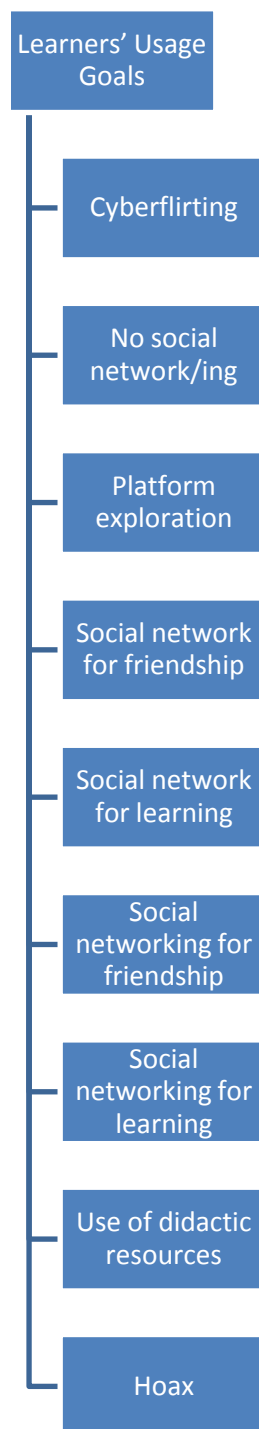 Learners’ Usage
Goals
Cyberflirting
No social
network/ing
Platform
exploration
Social network
for friendship
Social network
for learning
Social
networking for
friendship
Social
networking for
learning
Use of didactic
resources
Hoax